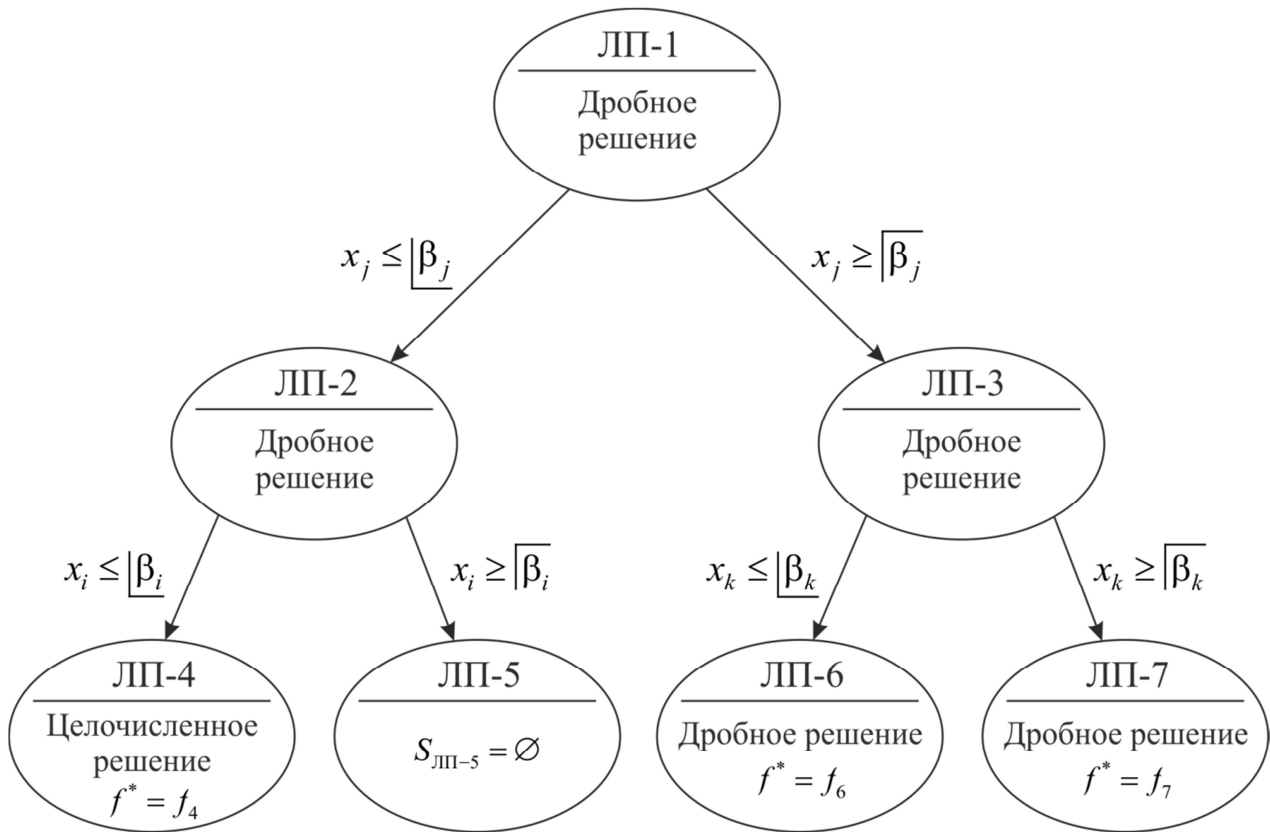 ЛП-1
Дробное
решение
x_j ≤ ⌊β_j
x_j ≥ ⌈β_j
ЛП-2
Дробное
решение
ЛП-3
Дробное
решение
x_i ≤ ⌊β_i
x_i ≥ ⌈β_i
x_k ≤ ⌊β_k
x_k ≥ ⌈β_k
ЛП-4
Целочисленное
решение
f* = f_4
ЛП-5
S_ЛП−5 = ∅
ЛП-6
Дробное решение
f* = f_6
ЛП-7
Дробное решение
f* = f_7